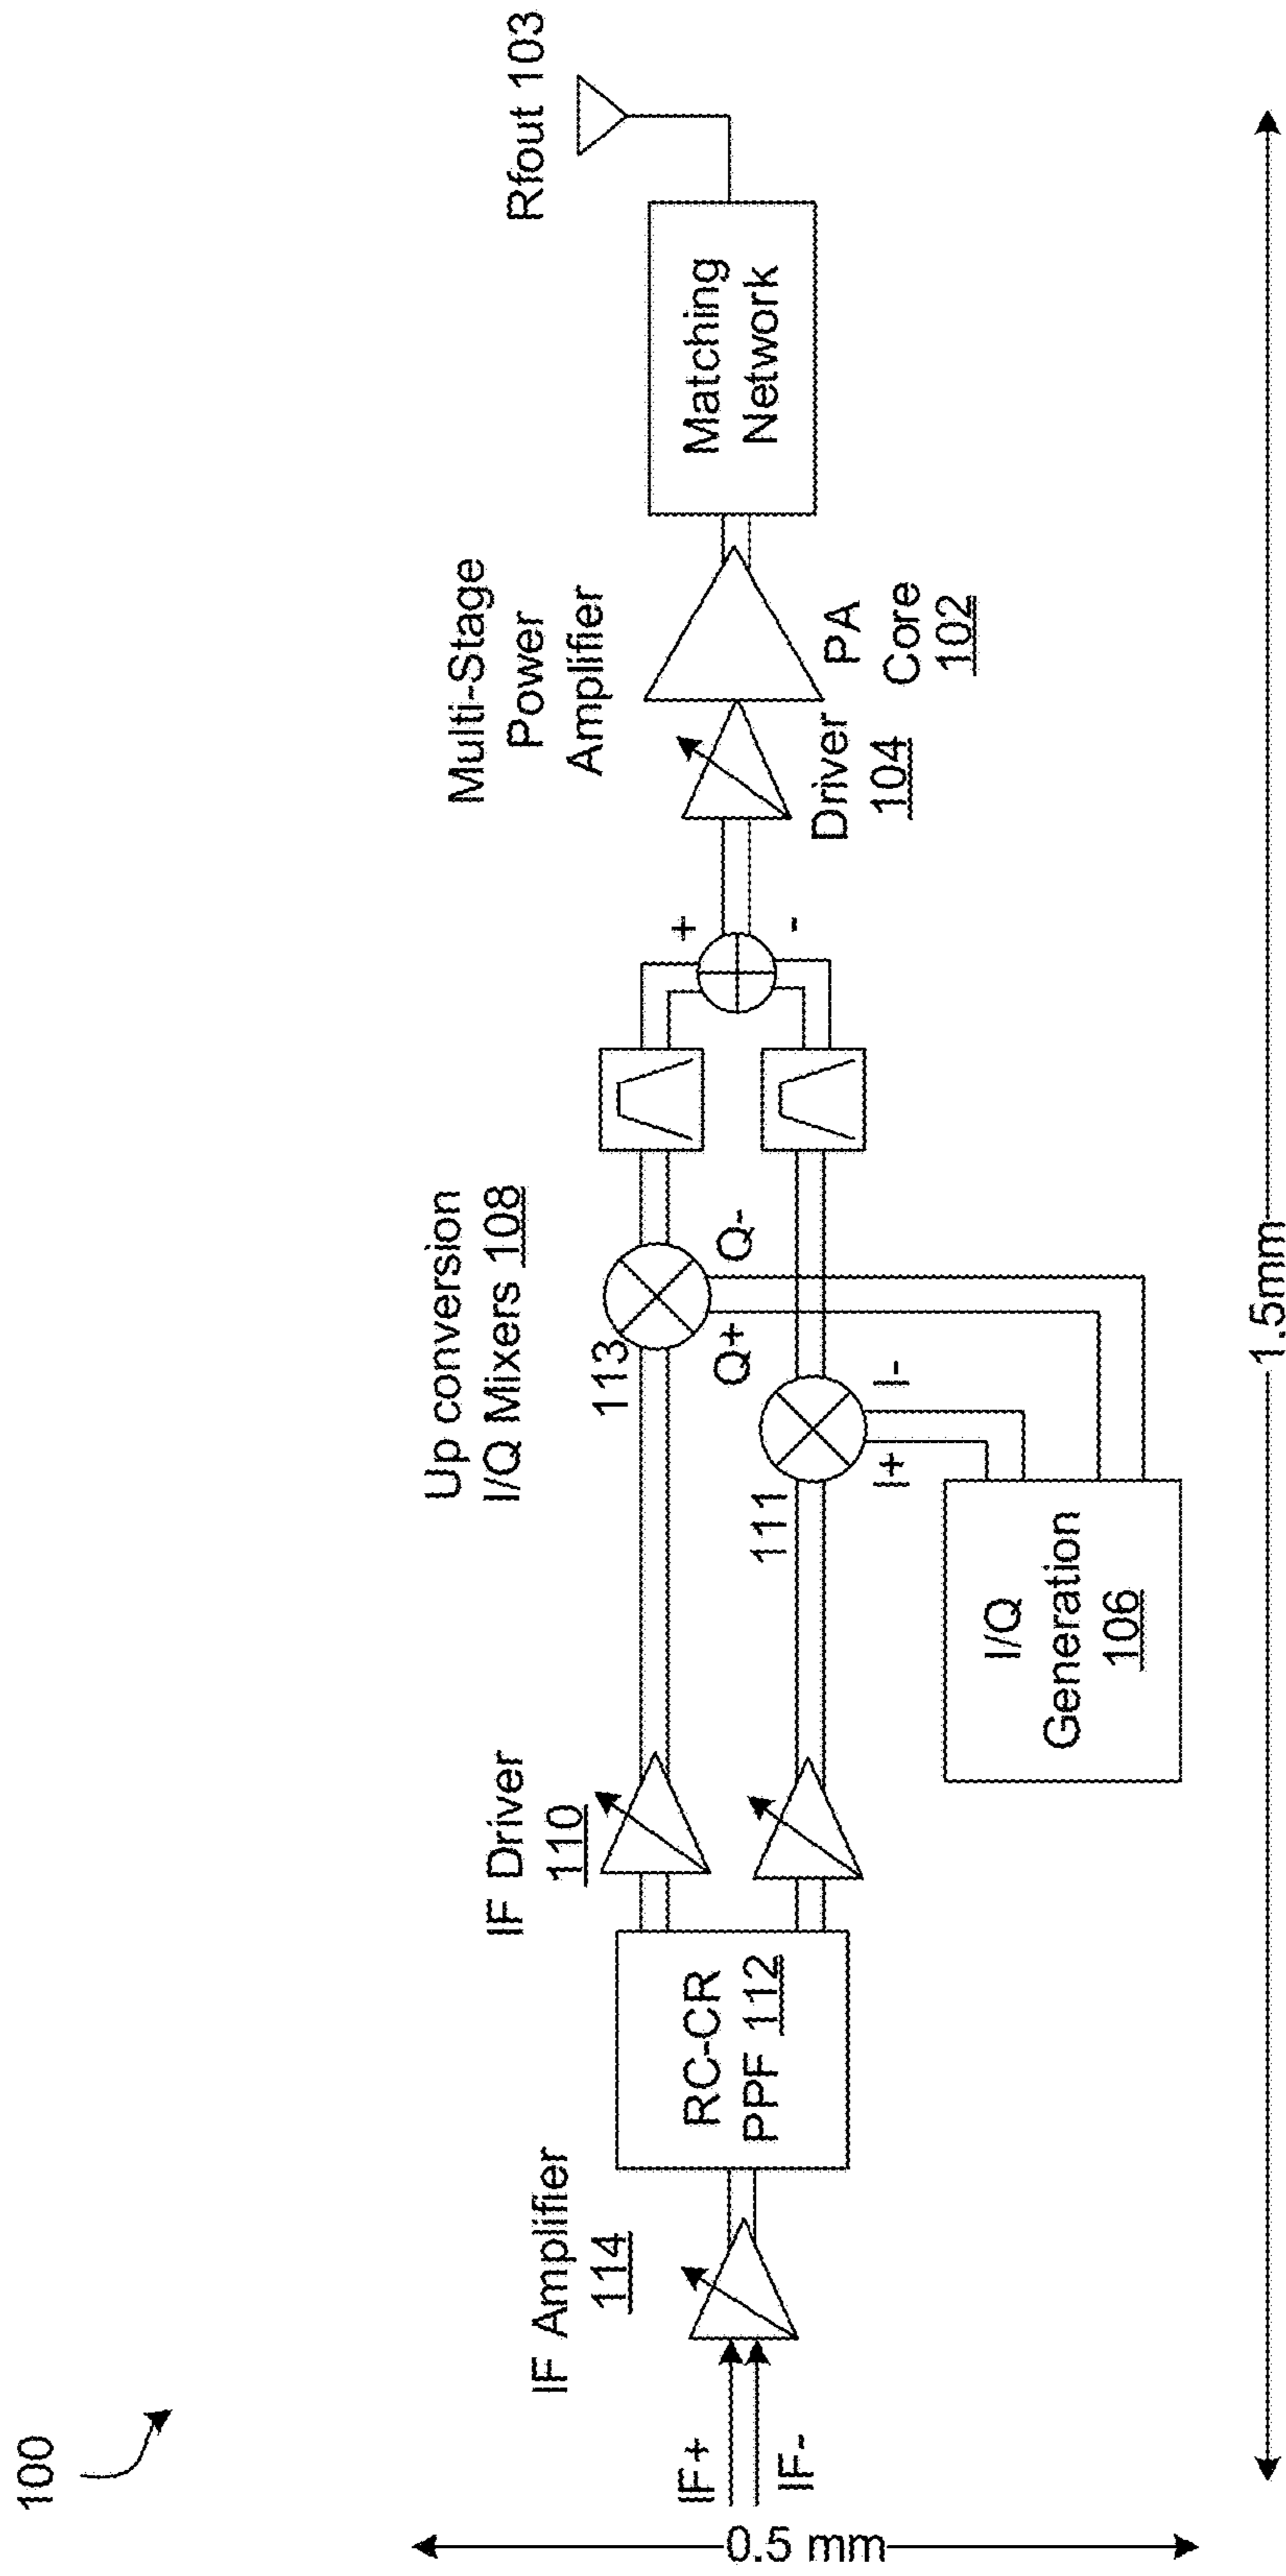 100
IF+
IF-
0.5 mm
IF Amplifier
114
RC-CR
PPF 112
IF Driver
110
Up conversion
I/Q Mixers 108
113
111
Q+
Q-
I+
I-
I/Q
Generation
106
+
-
Multi-Stage
Power
Amplifier
Driver
104
PA
Core
102
Matching
Network
Rfout 103
1.5mm